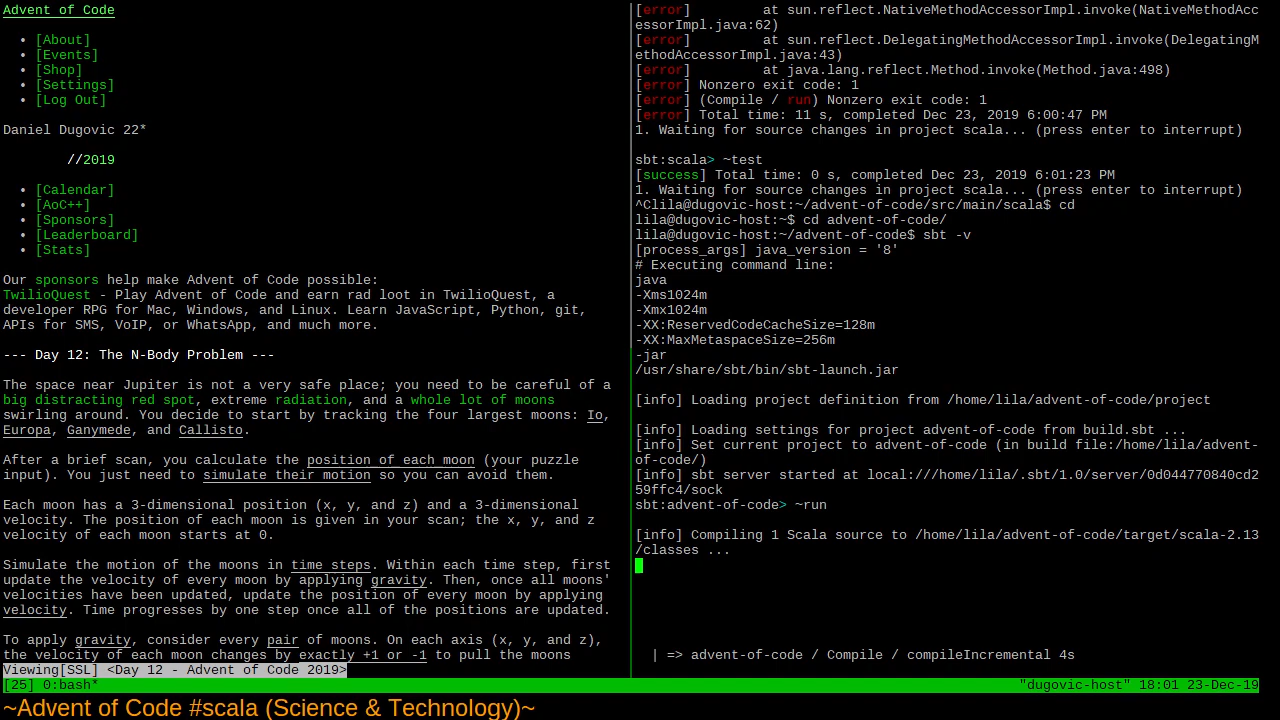 Advent of Code
• [About]
• [Events]
• [Shop]
• [Settings]
• [Log Out]
Daniel Dugovic 22*
//2019
• [Calendar]
• [AoC++]
• [Sponsors]
• [Leaderboard]
• [Stats]
Our sponsors help make Advent of Code possible:
TwilioQuest - Play Advent of Code and earn rad loot in TwilioQuest, a
developer RPG for Mac, Windows, and Linux. Learn JavaScript, Python, git,
APIs for SMS, VoIP, or WhatsApp, and much more.
--- Day 12: The N-Body Problem ---
The space near Jupiter is not a very safe place; you need to be careful of a
big distracting red spot, extreme radiation, and a whole lot of moons
swirling around. You decide to start by tracking the four largest moons: Io,
Europa, Ganymede, and Callisto.
After a brief scan, you calculate the position of each moon (your puzzle
input). You just need to simulate their motion so you can avoid them.
Each moon has a 3-dimensional position (x, y, and z) and a 3-dimensional
velocity. The position of each moon is given in your scan; the x, y, and z
velocity of each moon starts at 0.
Simulate the motion of the moons in time steps. Within each time step, first
update the velocity of every moon by applying gravity. Then, once all moons'
velocities have been updated, update the position of every moon by applying
velocity. Time progresses by one step once all of the positions are updated.
To apply gravity, consider every pair of moons. On each axis (x, y, and z),
the velocity of each moon changes by exactly +1 or -1 to pull the moons
Viewing[SSL] <Day 12 - Advent of Code 2019>
[error]         at sun.reflect.NativeMethodAccessorImpl.invoke(NativeMethodAcc
essorImpl.java:62)
[error]         at sun.reflect.DelegatingMethodAccessorImpl.invoke(DelegatingM
ethodAccessorImpl.java:43)
[error]         at java.lang.reflect.Method.invoke(Method.java:498)
[error] Nonzero exit code: 1
[error] (Compile / run) Nonzero exit code: 1
[error] Total time: 11 s, completed Dec 23, 2019 6:00:47 PM
1. Waiting for source changes in project scala... (press enter to interrupt)
sbt:scala> ~test
[success] Total time: 0 s, completed Dec 23, 2019 6:01:23 PM
1. Waiting for source changes in project scala... (press enter to interrupt)
^Clila@dugovic-host:~/advent-of-code/src/main/scala$ cd
lila@dugovic-host:~$ cd advent-of-code/
lila@dugovic-host:~/advent-of-code$ sbt -v
[process_args] java_version = '8'
# Executing command line:
java
-Xms1024m
-Xmx1024m
-XX:ReservedCodeCacheSize=128m
-XX:MaxMetaspaceSize=256m
-jar
/usr/share/sbt/bin/sbt-launch.jar
[info] Loading project definition from /home/lila/advent-of-code/project
[info] Loading settings for project advent-of-code from build.sbt ...
[info] Set current project to advent-of-code (in build file:/home/lila/advent-
of-code/)
[info] sbt server started at local:///home/lila/.sbt/1.0/server/0d044770840cd2
59ffc4/sock
sbt:advent-of-code> ~run
[info] Compiling 1 Scala source to /home/lila/advent-of-code/target/scala-2.13
/classes ...
| => advent-of-code / Compile / compileIncremental 4s
[25] 0:bash* "dugovic-host" 18:01 23-Dec-19
~Advent of Code #scala (Science & Technology)~